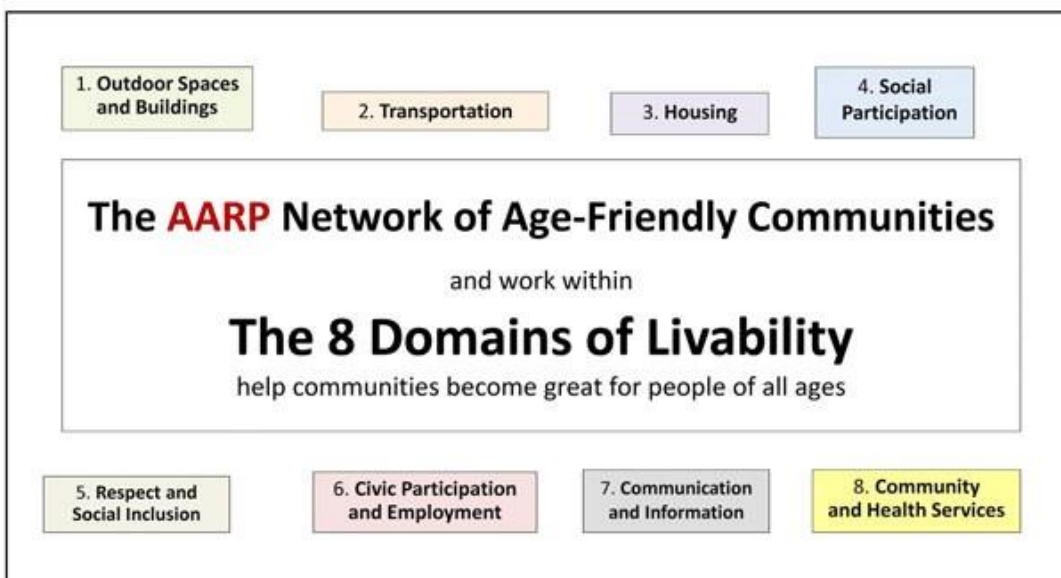 1. Outdoor Spaces
and Buildings
2. Transportation
3. Housing
4. Social
Participation
The AARP Network of Age-Friendly Communities
and work within
The 8 Domains of Livability
help communities become great for people of all ages
5. Respect and
Social Inclusion
6. Civic Participation
and Employment
7. Communication
and Information
8. Community
and Health Services